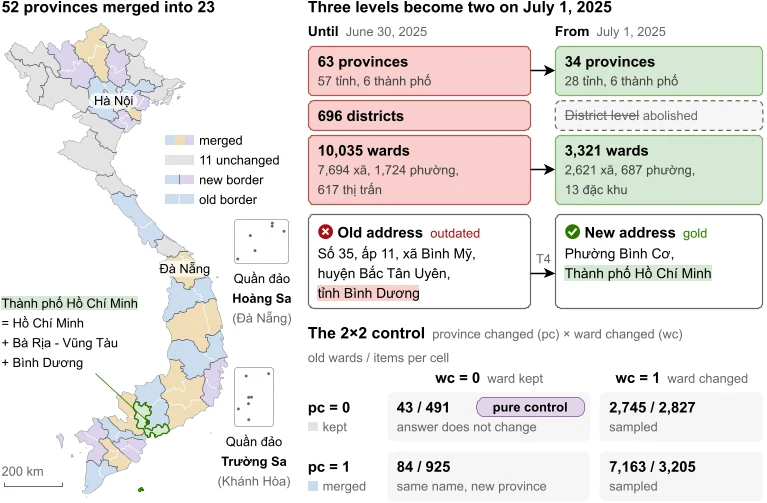 52 provinces merged into 23
Hà Nội
merged
11 unchanged
new border
old border
Đà Nẵng
Quần đảo
Hoàng Sa
(Đà Nẵng)
Thành phố Hồ Chí Minh
= Hồ Chí Minh
+ Bà Rịa - Vũng Tàu
+ Bình Dương
Quần đảo
Trường Sa
(Khánh Hòa)
200 km
Three levels become two on July 1, 2025
Until June 30, 2025
From July 1, 2025
63 provinces
57 tỉnh, 6 thành phố
34 provinces
28 tỉnh, 6 thành phố
696 districts
District level abolished
10,035 wards
7,694 xã, 1,724 phường,
617 thị trấn
3,321 wards
2,621 xã, 687 phường,
13 đặc khu
Old address outdated
Số 35, ấp 11, xã Bình Mỹ,
huyện Bắc Tân Uyên,
tỉnh Bình Dương
T4
New address gold
Phường Bình Cơ,
Thành phố Hồ Chí Minh
The 2×2 control province changed (pc) × ward changed (wc)
old wards / items per cell
wc = 0 ward kept
wc = 1 ward changed
pc = 0
kept
43 / 491 pure control
answer does not change
2,745 / 2,827
sampled
pc = 1
merged
84 / 925
same name, new province
7,163 / 3,205
sampled